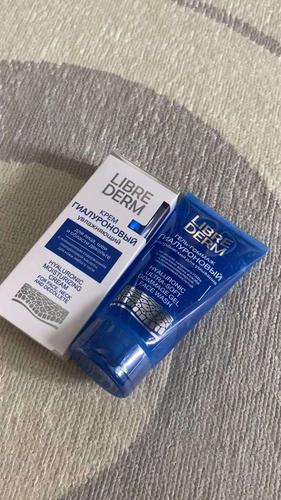 LIBRE
DERM
КРЕМ
ГИАЛУРОНОВЫЙ
увлажняющий
для лица, шеи
и области декольте
HYALURONIC
MOISTURIZING
CREAM
FOR FACE, NECK
AND DECOLLETE
LIBRE
DERM
ГЕЛЬ-ГОММАЖ
ГИАЛУРОНОВЫЙ
HYALURONIC
ULTRA-SOFT
GOMMAGE-GEL
FACE WASH